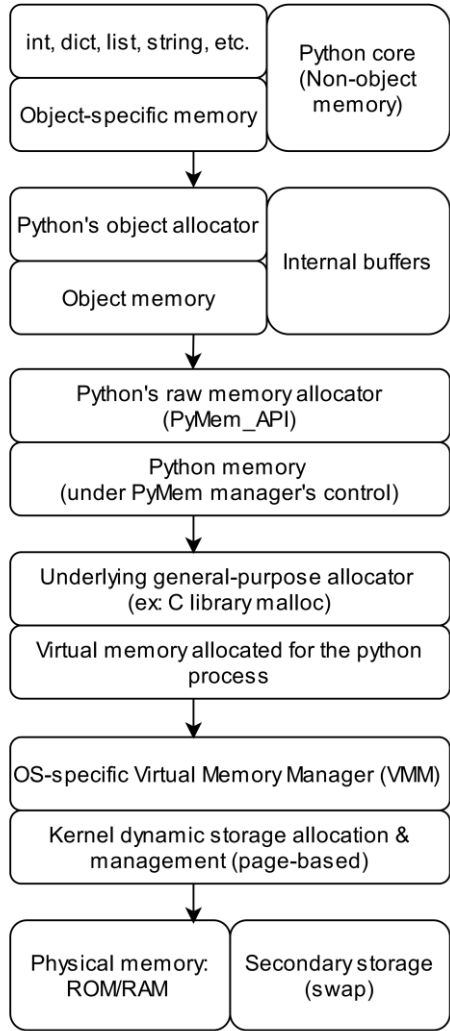 int, dict, list, string, etc.
Object-specific memory
Python core
(Non-object
memory)
Python's object allocator
Object memory
Internal buffers
Python's raw memory allocator
(PyMem_API)
Python memory
(under PyMem manager's control)
Underlying general-purpose allocator
(ex: C library malloc)
Virtual memory allocated for the python
process
OS-specific Virtual Memory Manager (VMM)
Kernel dynamic storage allocation &
management (page-based)
Physical memory:
ROM/RAM
Secondary storage
(swap)